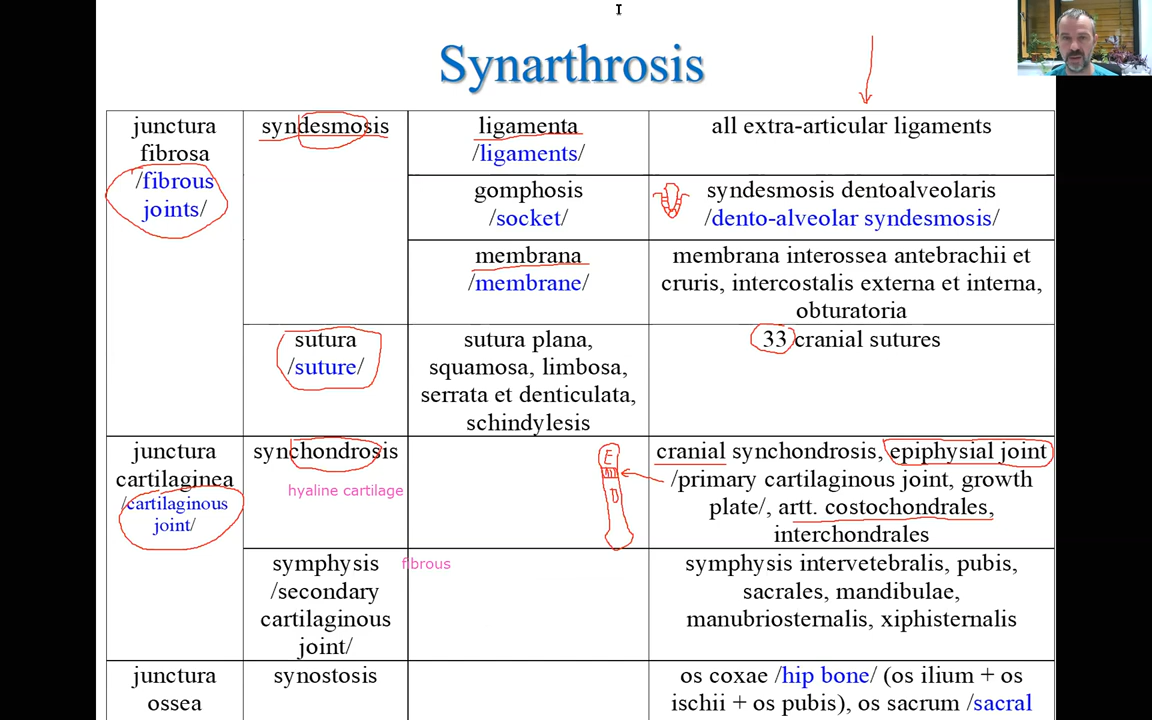 Synarthrosis
junctura
fibrosa
/fibrous
joints/
syndesmosis
ligamenta
/ligaments/
all extra-articular ligaments
gomphosis
/socket/
syndesmosis dentoalveolaris
/dento-alveolar syndesmosis/
membrana
/membrane/
membrana interossea antebrachii et
cruris, intercostalis externa et interna,
obturatoria
sutura
/suture/
sutura plana,
squamosa, limbosa,
serrata et denticulata,
schindylesis
33 cranial sutures
junctura
cartilaginea
/cartilaginous
joint/
synchondrosis
hyaline cartilage
E
D
cranial synchondrosis, epiphysial joint
/primary cartilaginous joint, growth
plate/, artt. costochondrales,
interchondrales
symphysis
/secondary
cartilaginous
joint/
fibrous
symphysis intervetebralis, pubis,
sacrales, mandibulae,
manubriosternalis, xiphisternalis
junctura
ossea
synostosis
os coxae /hip bone/ (os ilium + os
ischii + os pubis), os sacrum /sacral